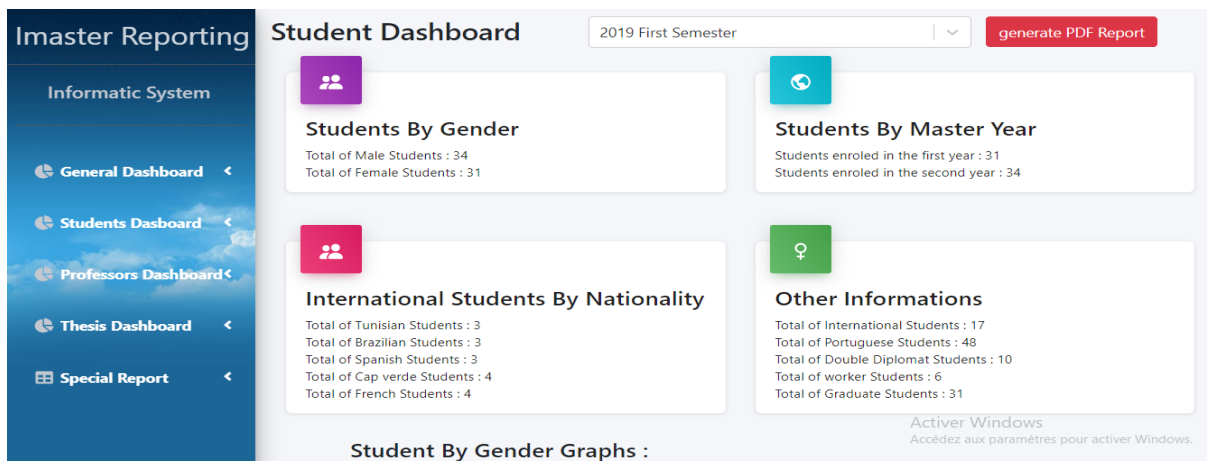 Imaster Reporting
Informatic System
General Dashboard
Students Dasboard
Professors Dashboard
Thesis Dashboard
Special Report
Student Dashboard
2019 First Semester
generate PDF Report
Students By Gender
Total of Male Students : 34
Total of Female Students : 31
Students By Master Year
Students enroled in the first year : 31
Students enroled in the second year : 34
International Students By Nationality
Total of Tunisian Students : 3
Total of Brazilian Students : 3
Total of Spanish Students : 3
Total of Cap verde Students : 4
Total of French Students : 4
Other Informations
Total of International Students : 17
Total of Portuguese Students : 48
Total of Double Diplomat Students : 10
Total of worker Students : 6
Total of Graduate Students : 31
Student By Gender Graphs :
Activer Windows
Accédez aux paramètres pour activer Windows.